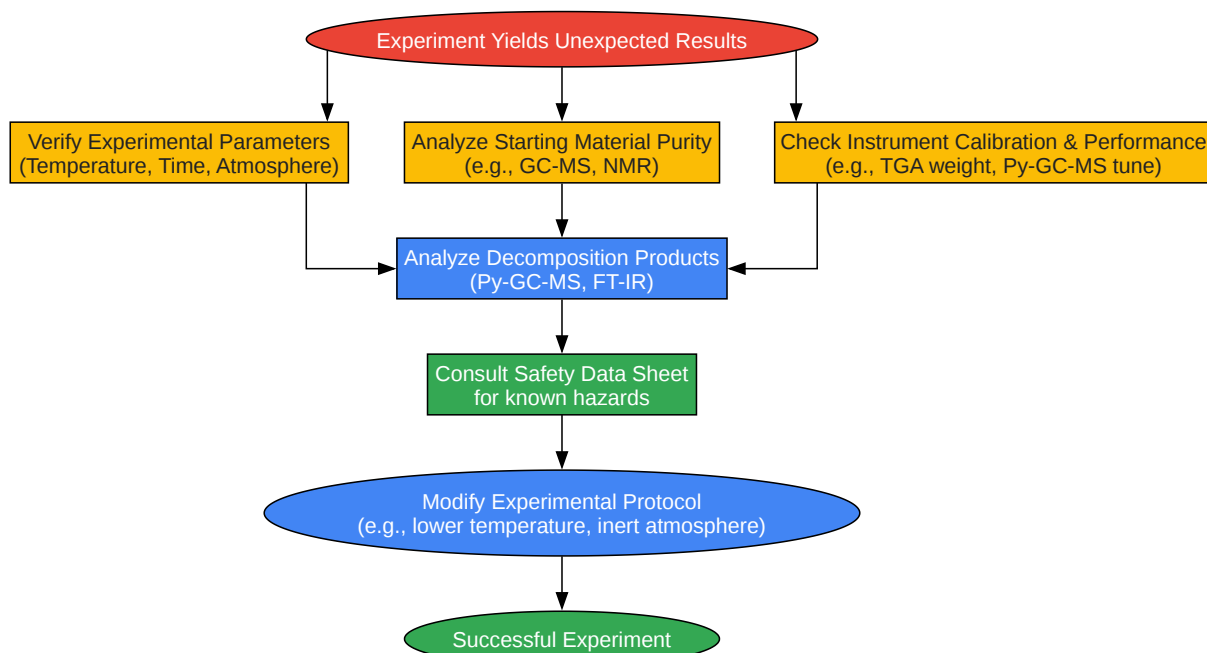 Experiment Yields Unexpected Results
Verify Experimental Parameters
(Temperature, Time, Atmosphere)
Analyze Starting Material Purity
(e.g., GC-MS, NMR)
Check Instrument Calibration & Performance
(e.g., TGA weight, Py-GC-MS tune)
Analyze Decomposition Products
(Py-GC-MS, FT-IR)
Consult Safety Data Sheet
for known hazards
Modify Experimental Protocol
(e.g., lower temperature, inert atmosphere)
Successful Experiment